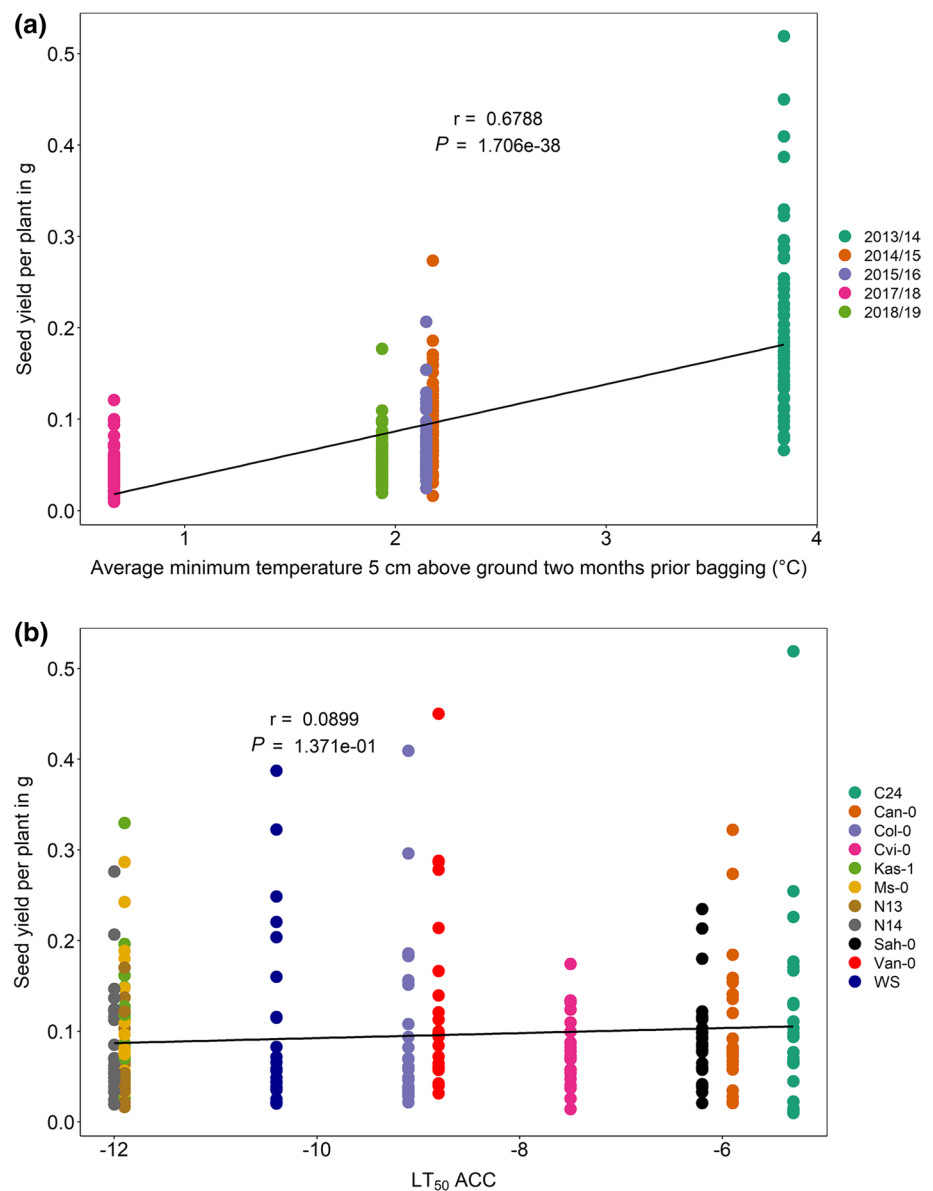 (a)
0.5
0.4
0.3
0.2
0.1
0.0
Seed yield per plant in g
r = 0.6788
P = 1.706e-38
1 2 3 4
Average minimum temperature 5 cm above ground two months prior bagging (°C)
2013/14
2014/15
2015/16
2017/18
2018/19
(b)
0.5
0.4
0.3
0.2
0.1
0.0
Seed yield per plant in g
r = 0.0899
P = 1.371e-01
-12 -10 -8 -6
LT50 ACC
C24
Can-0
Col-0
Cvi-0
Kas-1
Ms-0
N13
N14
Sah-0
Van-0
WS